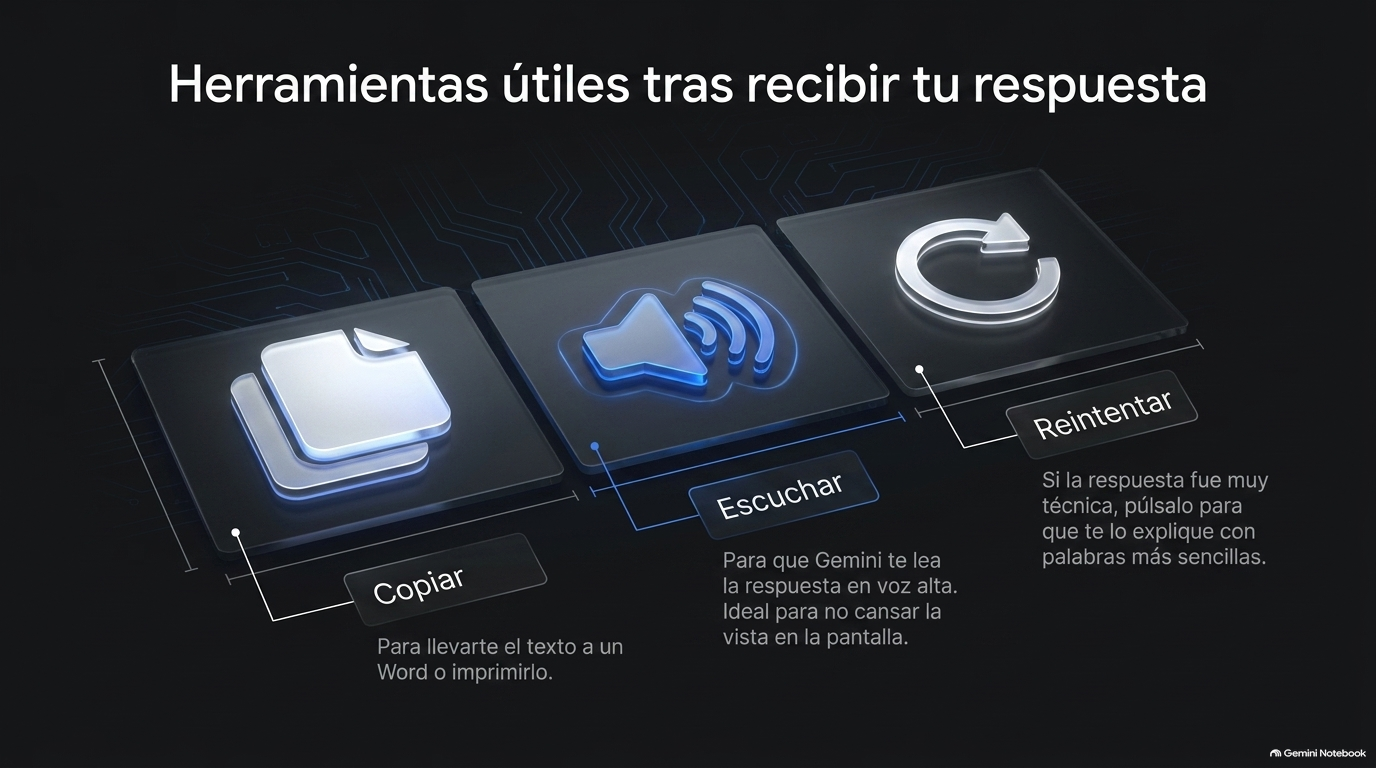 Herramientas útiles tras recibir tu respuesta
Copiar
Para llevarte el texto a un
Word o imprimirlo.
Escuchar
Para que Gemini te lea
la respuesta en voz alta.
Ideal para no cansar la
vista en la pantalla.
Reintentar
Si la respuesta fue muy
técnica, púlsalo para
que te lo explique con
palabras más sencillas.
Gemini Notebook